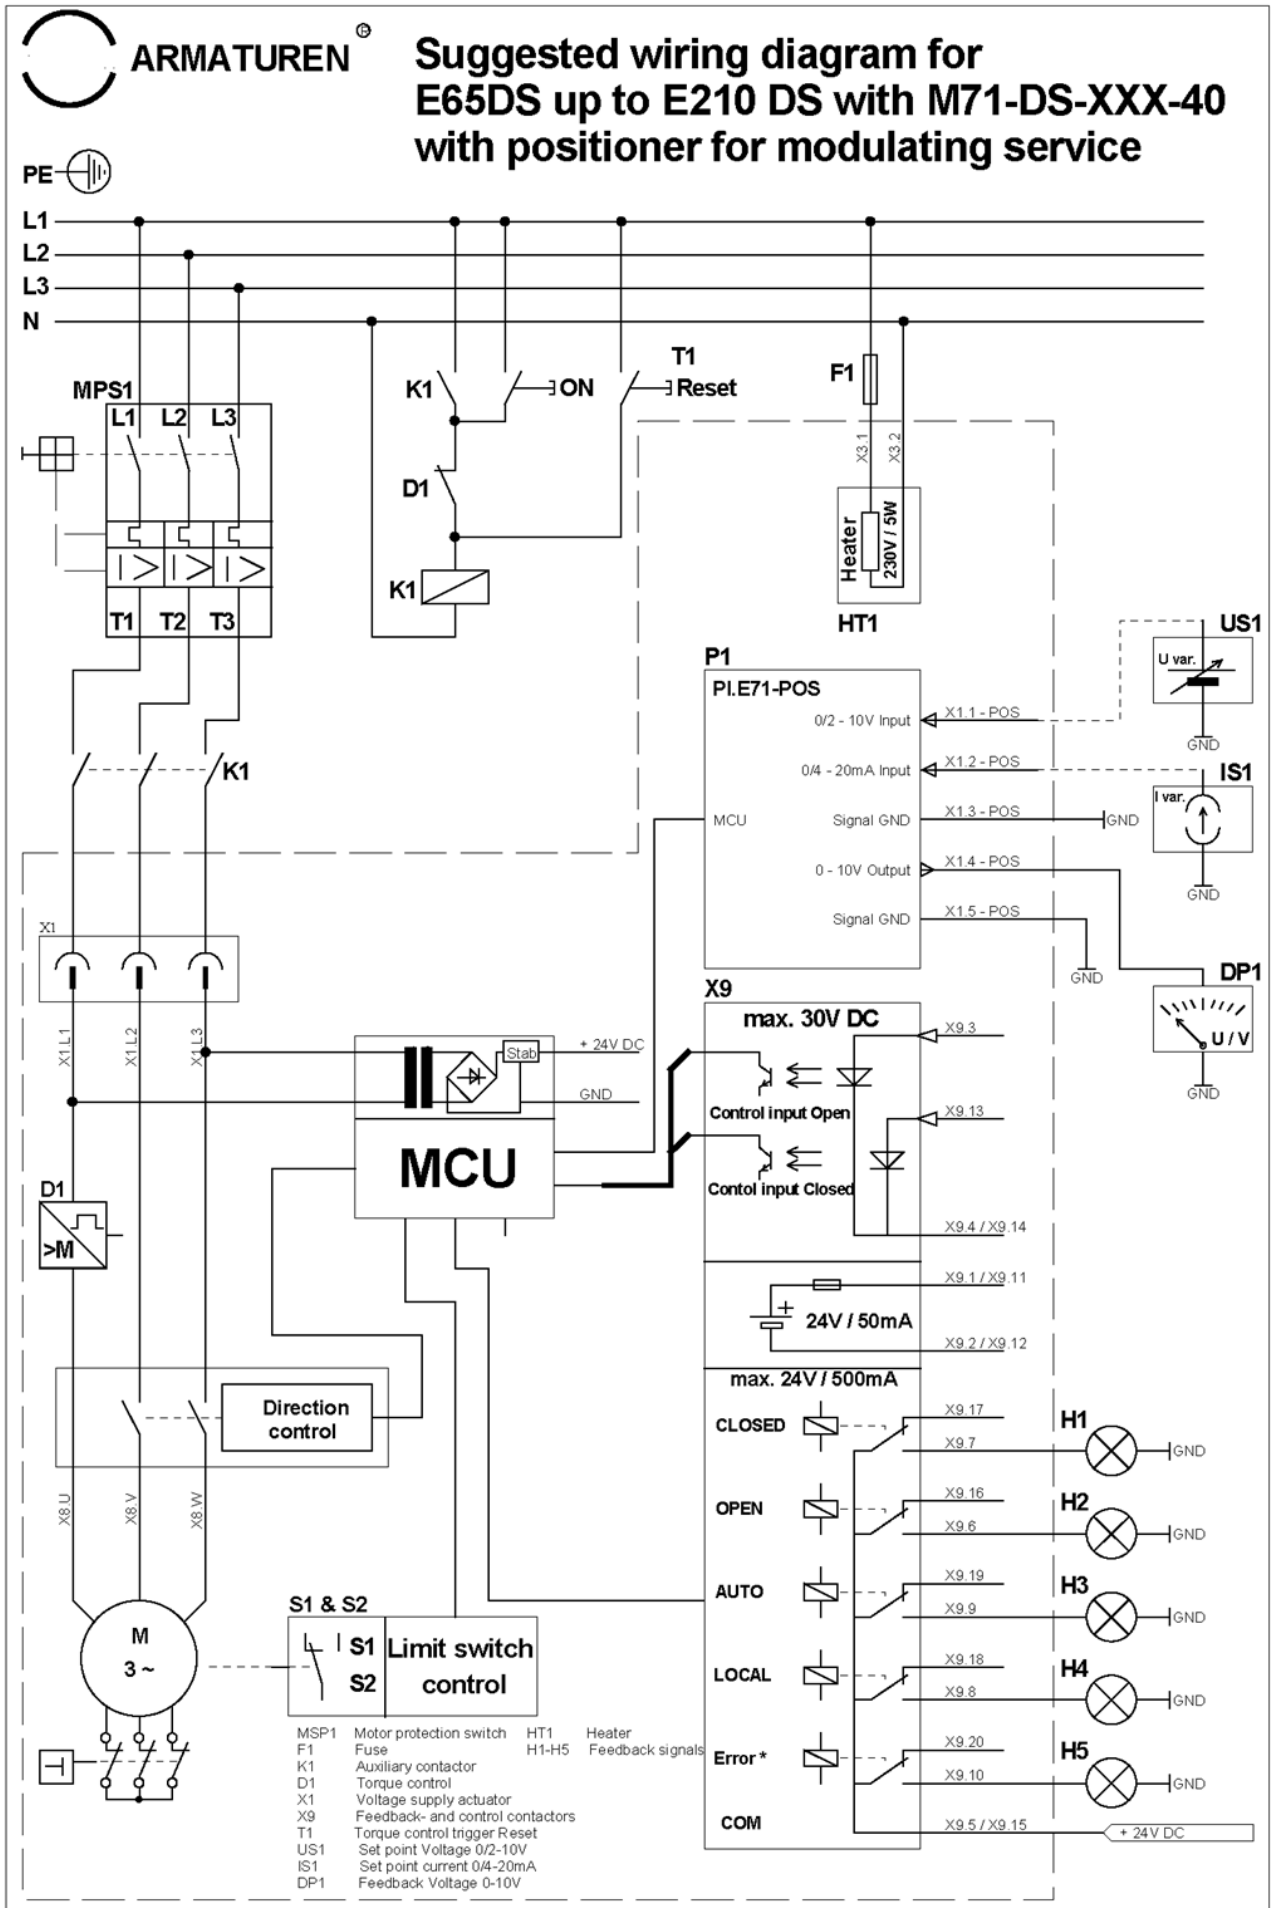 ARMATUREN ®
Suggested wiring diagram for
E65DS up to E210 DS with M71-DS-XXX-40
with positioner for modulating service
PE
L1
L2
L3
N
MPS1
L1 L2 L3
T1 T2 T3
K1
K1
ON
T1
Reset
D1
K1
F1
X3.1
X3.2
Heater
230V / 5W
HT1
P1
PI.E71-POS
0/2 - 10V Input
X1.1 - POS
0/4 - 20mA Input
X1.2 - POS
MCU
Signal GND
X1.3 - POS
GND
0 - 10V Output
X1.4 - POS
Signal GND
X1.5 - POS
GND
US1
U var.
GND
IS1
I var.
GND
DP1
U / V
GND
X1
X1.L1
X1.L2
X1.L3
Stab
+ 24V DC
GND
MCU
D1
>M
Direction
control
X8.U
X8.V
X8.W
M
3 ~
S1 & S2
S1
S2
Limit switch
control
X9
max. 30V DC
X9.3
Control input Open
X9.13
Contol input Closed
X9.4 / X9.14
X9.1 / X9.11
+
24V / 50mA
X9.2 / X9.12
max. 24V / 500mA
CLOSED
X9.17
X9.7
H1
GND
OPEN
X9.16
X9.6
H2
GND
AUTO
X9.19
X9.9
H3
GND
LOCAL
X9.18
X9.8
H4
GND
Error *
X9.20
X9.10
H5
GND
COM
X9.5 / X9.15
+ 24V DC
MSP1 Motor protection switch HT1 Heater
F1 Fuse H1-H5 Feedback signals
K1 Auxiliary contactor
D1 Torque control
X1 Voltage supply actuator
X9 Feedback- and control contactors
T1 Torque control trigger Reset
US1 Set point Voltage 0/2-10V
IS1 Set point current 0/4-20mA
DP1 Feedback Voltage 0-10V